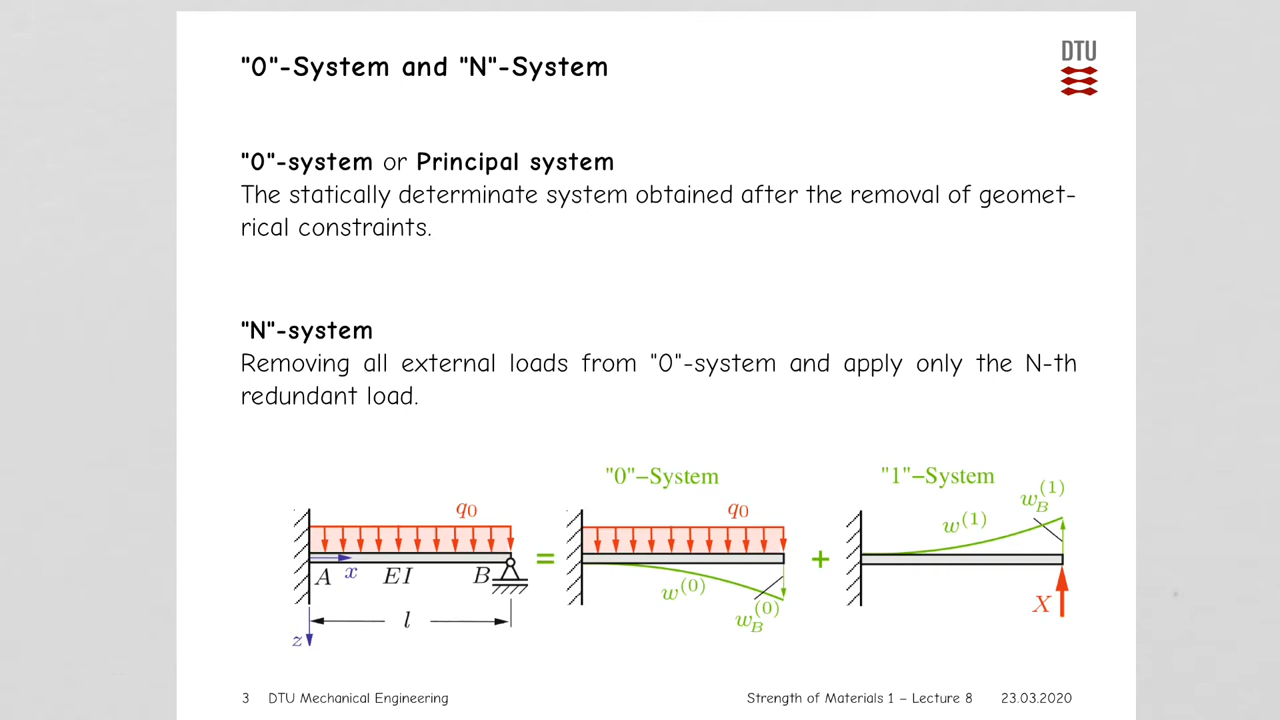 "0"-System and "N"-System
DTU
"0"-system or Principal system
The statically determinate system obtained after the removal of geomet-
rical constraints.
"N"-system
Removing all external loads from "0"-system and apply only the N-th
redundant load.
"0"–System
"1"–System
q0
q0
w(1)
wB(1)
A x EI B
w(0)
wB(0)
X
l
z
3 DTU Mechanical Engineering
Strength of Materials 1 – Lecture 8 23.03.2020